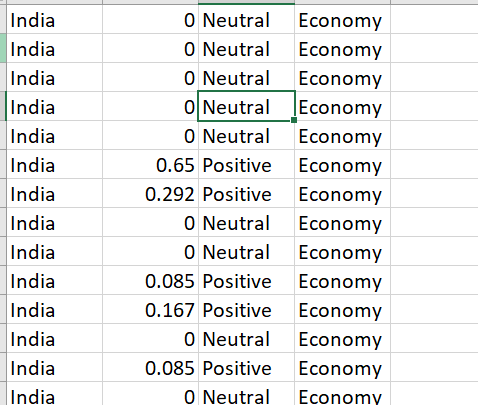 India 0 Neutral Economy
India 0 Neutral Economy
India 0 Neutral Economy
India 0 Neutral Economy
India 0 Neutral Economy
India 0.65 Positive Economy
India 0.292 Positive Economy
India 0 Neutral Economy
India 0 Neutral Economy
India 0.085 Positive Economy
India 0.167 Positive Economy
India 0 Neutral Economy
India 0.085 Positive Economy
India 0 Neutral Economy